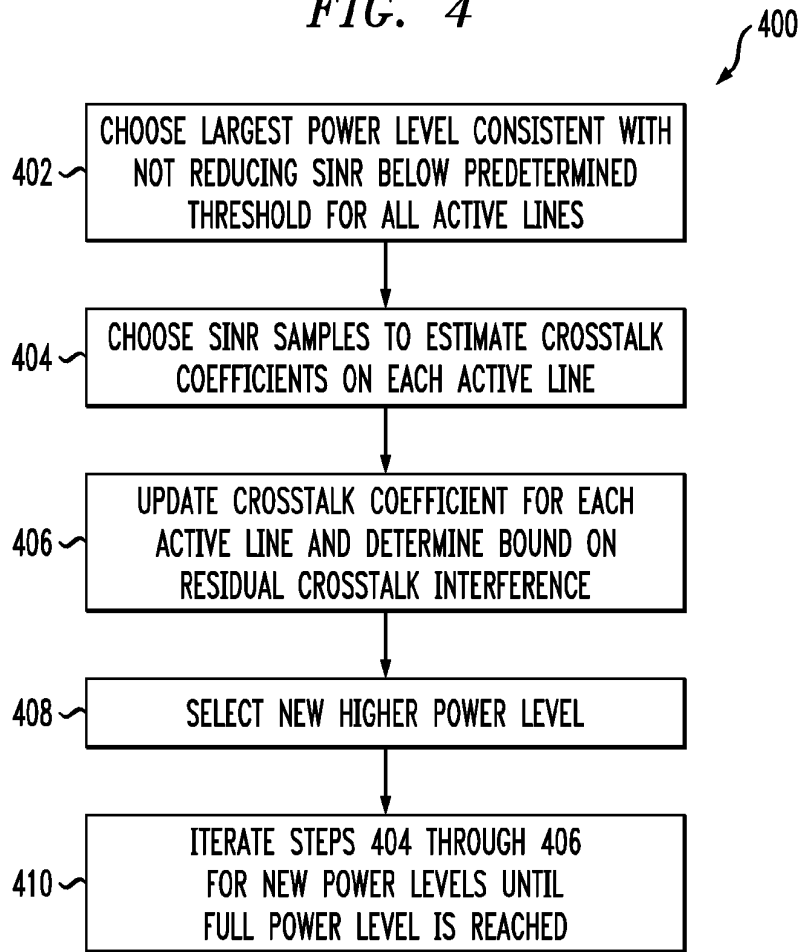 FIG. 4
400
402
CHOOSE LARGEST POWER LEVEL CONSISTENT WITH
NOT REDUCING SINR BELOW PREDETERMINED
THRESHOLD FOR ALL ACTIVE LINES
404
CHOOSE SINR SAMPLES TO ESTIMATE CROSSTALK
COEFFICIENTS ON EACH ACTIVE LINE
406
UPDATE CROSSTALK COEFFICIENT FOR EACH
ACTIVE LINE AND DETERMINE BOUND ON
RESIDUAL CROSSTALK INTERFERENCE
408
SELECT NEW HIGHER POWER LEVEL
410
ITERATE STEPS 404 THROUGH 406
FOR NEW POWER LEVELS UNTIL
FULL POWER LEVEL IS REACHED